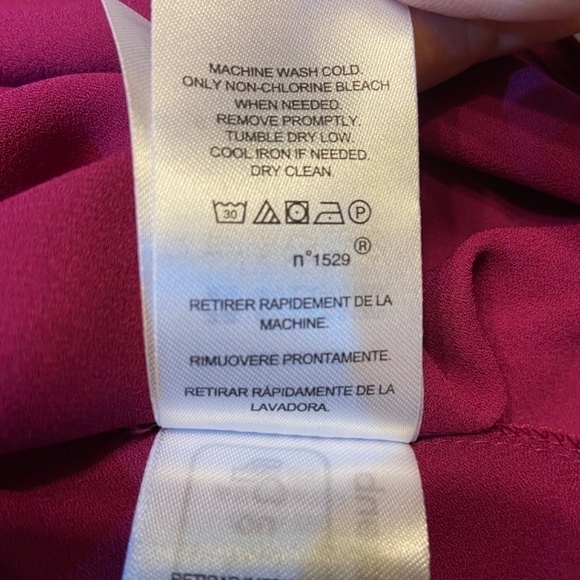 MACHINE WASH COLD.
ONLY NON-CHLORINE BLEACH
WHEN NEEDED.
REMOVE PROMPTLY.
TUMBLE DRY LOW.
COOL IRON IF NEEDED.
DRY CLEAN.
30 P
n°1529 ®
RETIRER RAPIDEMENT DE LA
MACHINE.
RIMUOVERE PRONTAMENTE.
RETIRAR RÁPIDAMENTE DE LA
LAVADORA.